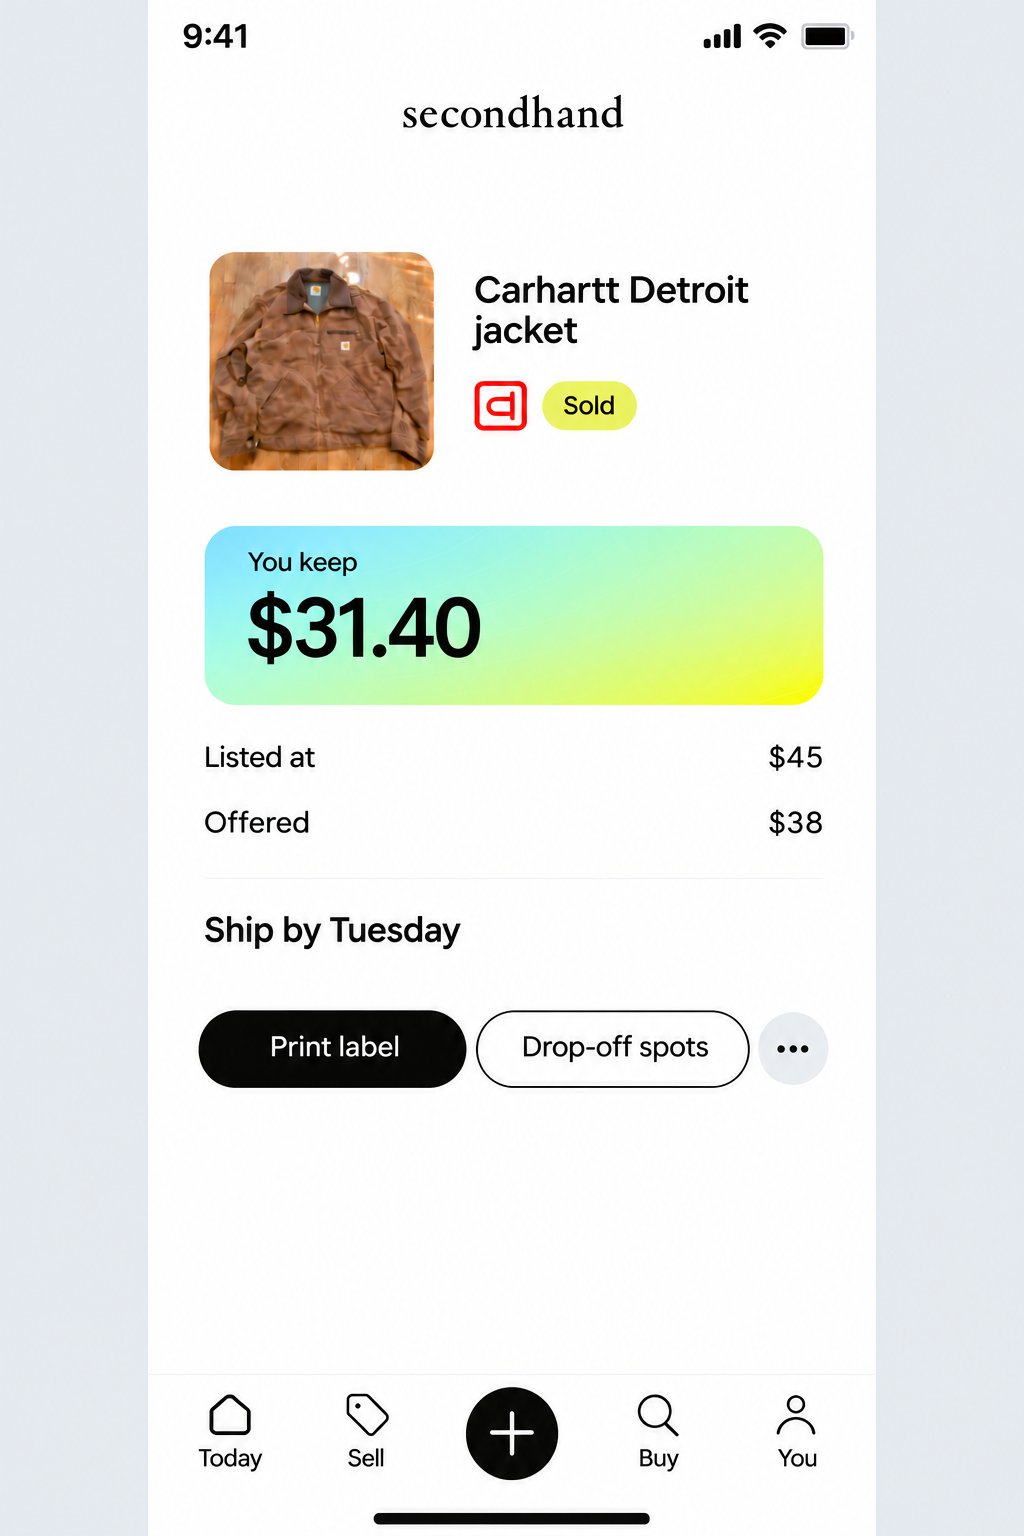 9:41
secondhand
Carhartt Detroit
jacket
Sold
You keep
$31.40
Listed at $45
Offered $38
Ship by Tuesday
Print label Drop-off spots
Today Sell Buy You